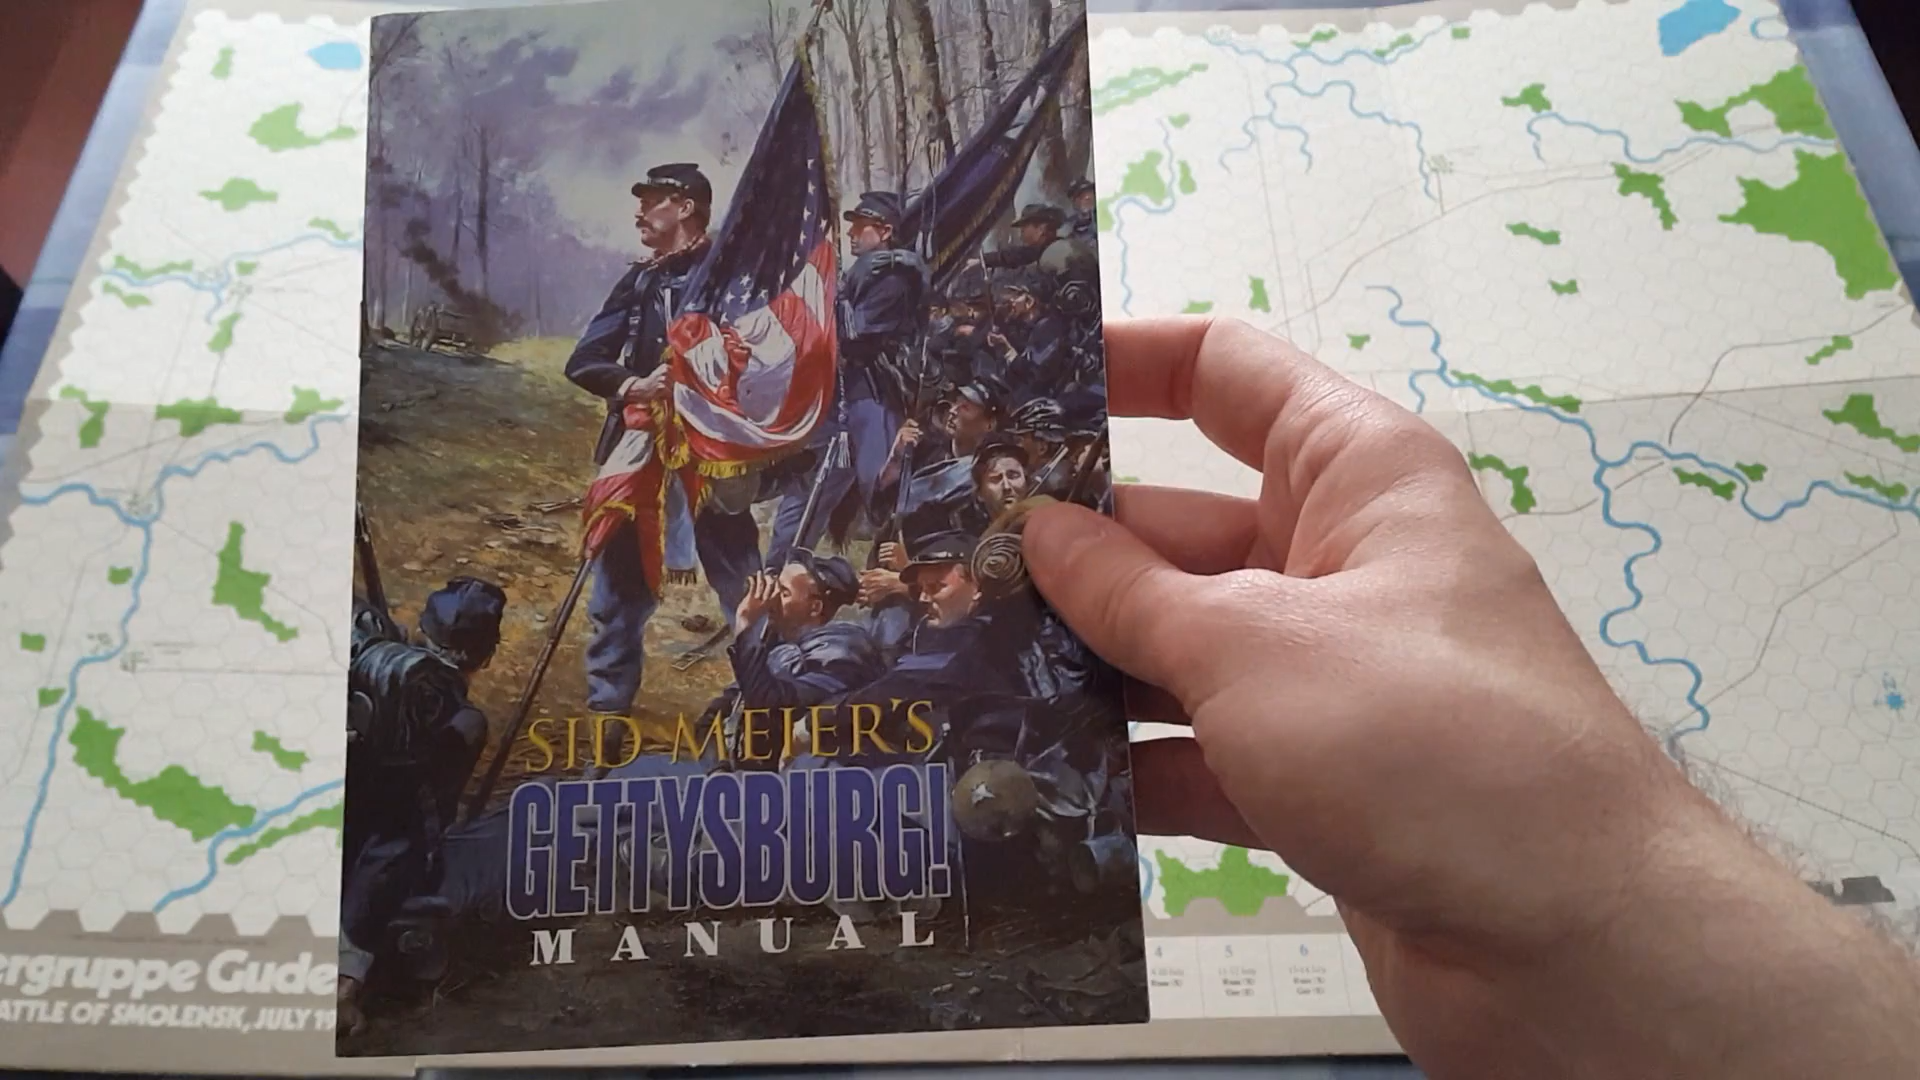 SID MEIER'S
GETTYSBURG!
MANUAL
ergruppe Gude
ATTLE OF SMOLENSK, JULY 19
4
5
6